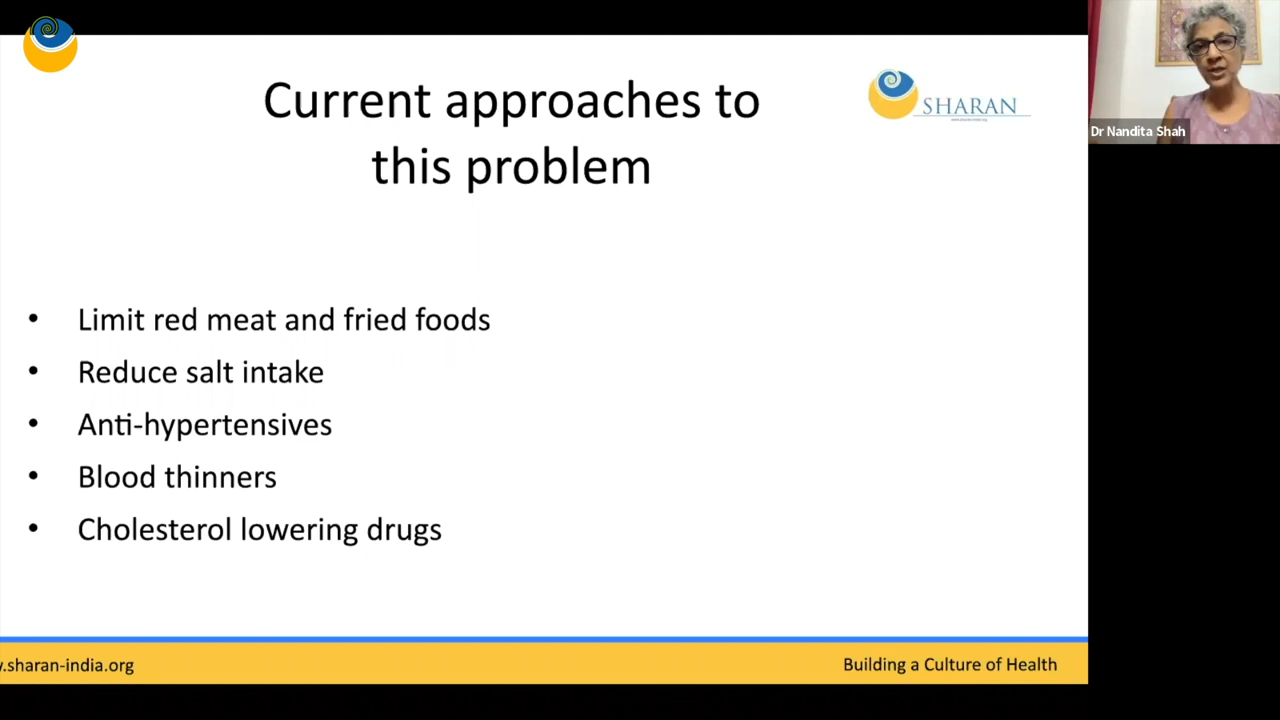 Current approaches to
this problem
SHARAN
Dr Nandita Shah
• Limit red meat and fried foods
• Reduce salt intake
• Anti-hypertensives
• Blood thinners
• Cholesterol lowering drugs
.sharan-india.org
Building a Culture of Health